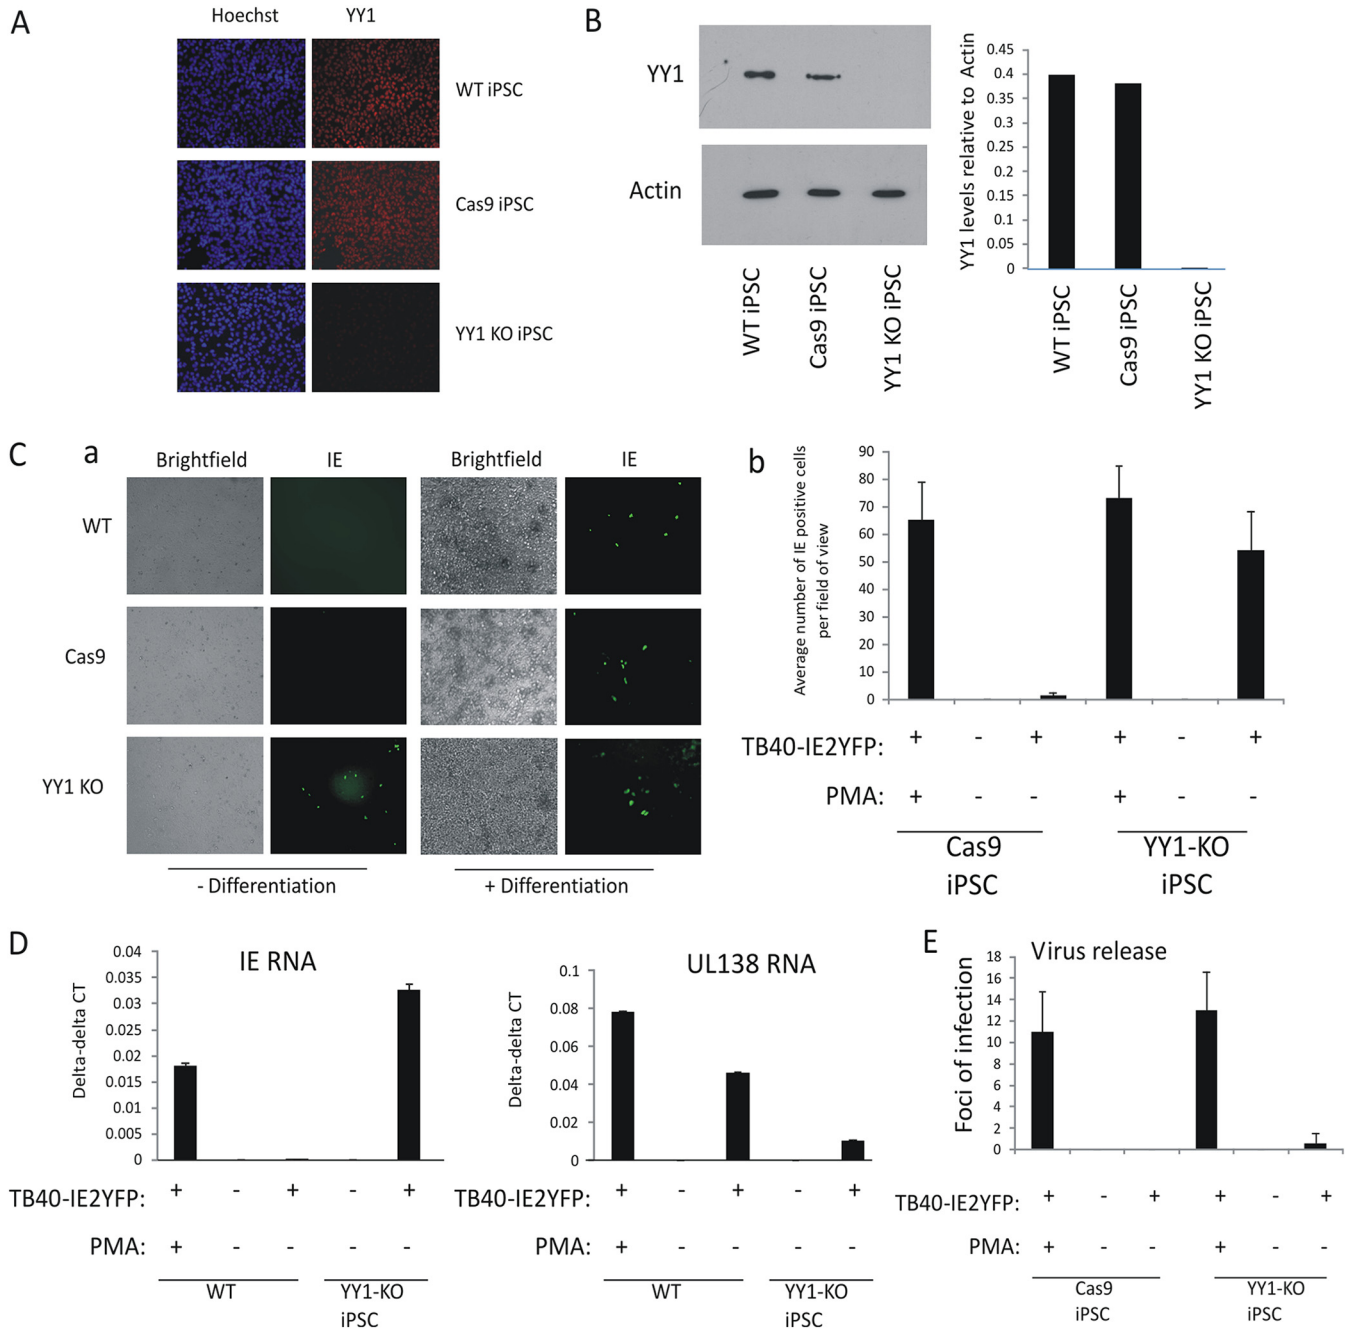 A
Hoechst YY1
WT iPSC
Cas9 iPSC
YY1 KO iPSC
B
YY1
Actin
WT iPSC
Cas9 iPSC
YY1 KO iPSC
YY1 levels relative to Actin
0.45
0.4
0.35
0.3
0.25
0.2
0.15
0.1
0.05
0
WT iPSC
Cas9 iPSC
YY1 KO iPSC
C
a
Brightfield IE Brightfield IE
WT
Cas9
YY1 KO
- Differentiation + Differentiation
b
Average number of IE positive cells
per field of view
90
80
70
60
50
40
30
20
10
0
TB40-IE2YFP: + - + + - +
PMA: + - - + - -
Cas9 YY1-KO
iPSC iPSC
D
IE RNA
Delta-delta CT
0.04
0.035
0.03
0.025
0.02
0.015
0.01
0.005
0
TB40-IE2YFP: + - + - +
PMA: + - - - -
WT YY1-KO
iPSC
UL138 RNA
Delta-delta CT
0.1
0.08
0.06
0.04
0.02
0
TB40-IE2YFP: + - + - +
PMA: + - - - -
WT YY1-KO
iPSC
E
Virus release
Foci of infection
18
16
14
12
10
8
6
4
2
0
TB40-IE2YFP: + - + + - +
PMA: + - - + - -
Cas9 YY1-KO
iPSC iPSC